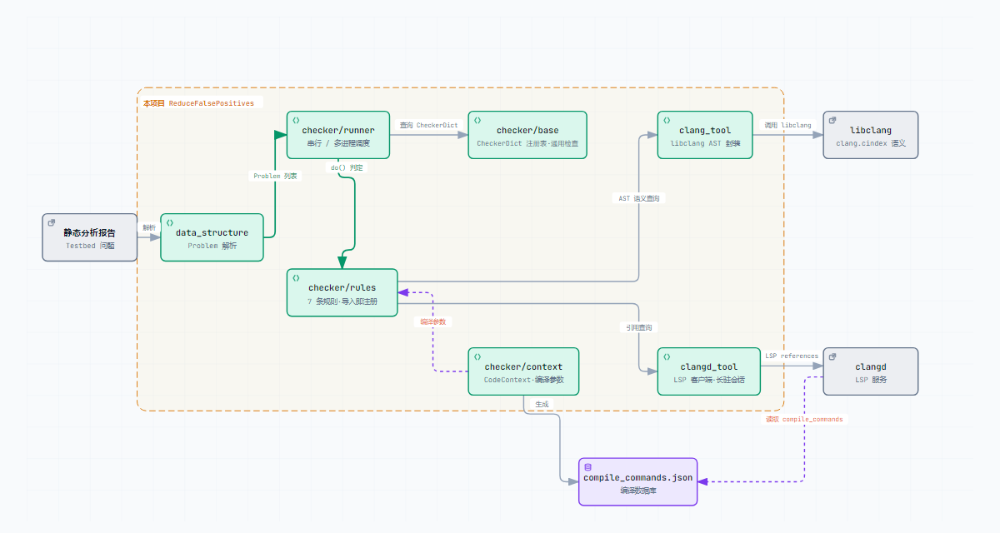 本项目 ReduceFalsePositives
checker/runner
串行 / 多进程调度
查询 CheckerDict
checker/base
CheckerDict 注册表·通用检查
clang_tool
libclang AST 封装
调用 libclang
libclang
clang.cindex 语义
do() 判定
Problem 列表
AST 语义查询
静态分析报告
Testbed 问题
解析
data_structure
Problem 解析
checker/rules
7 条规则·导入即注册
编译参数
引用查询
checker/context
CodeContext·编译参数
clangd_tool
LSP 客户端·长驻会话
LSP references
clangd
LSP 服务
生成
读取 compile_commands
compile_commands.json
编译数据库